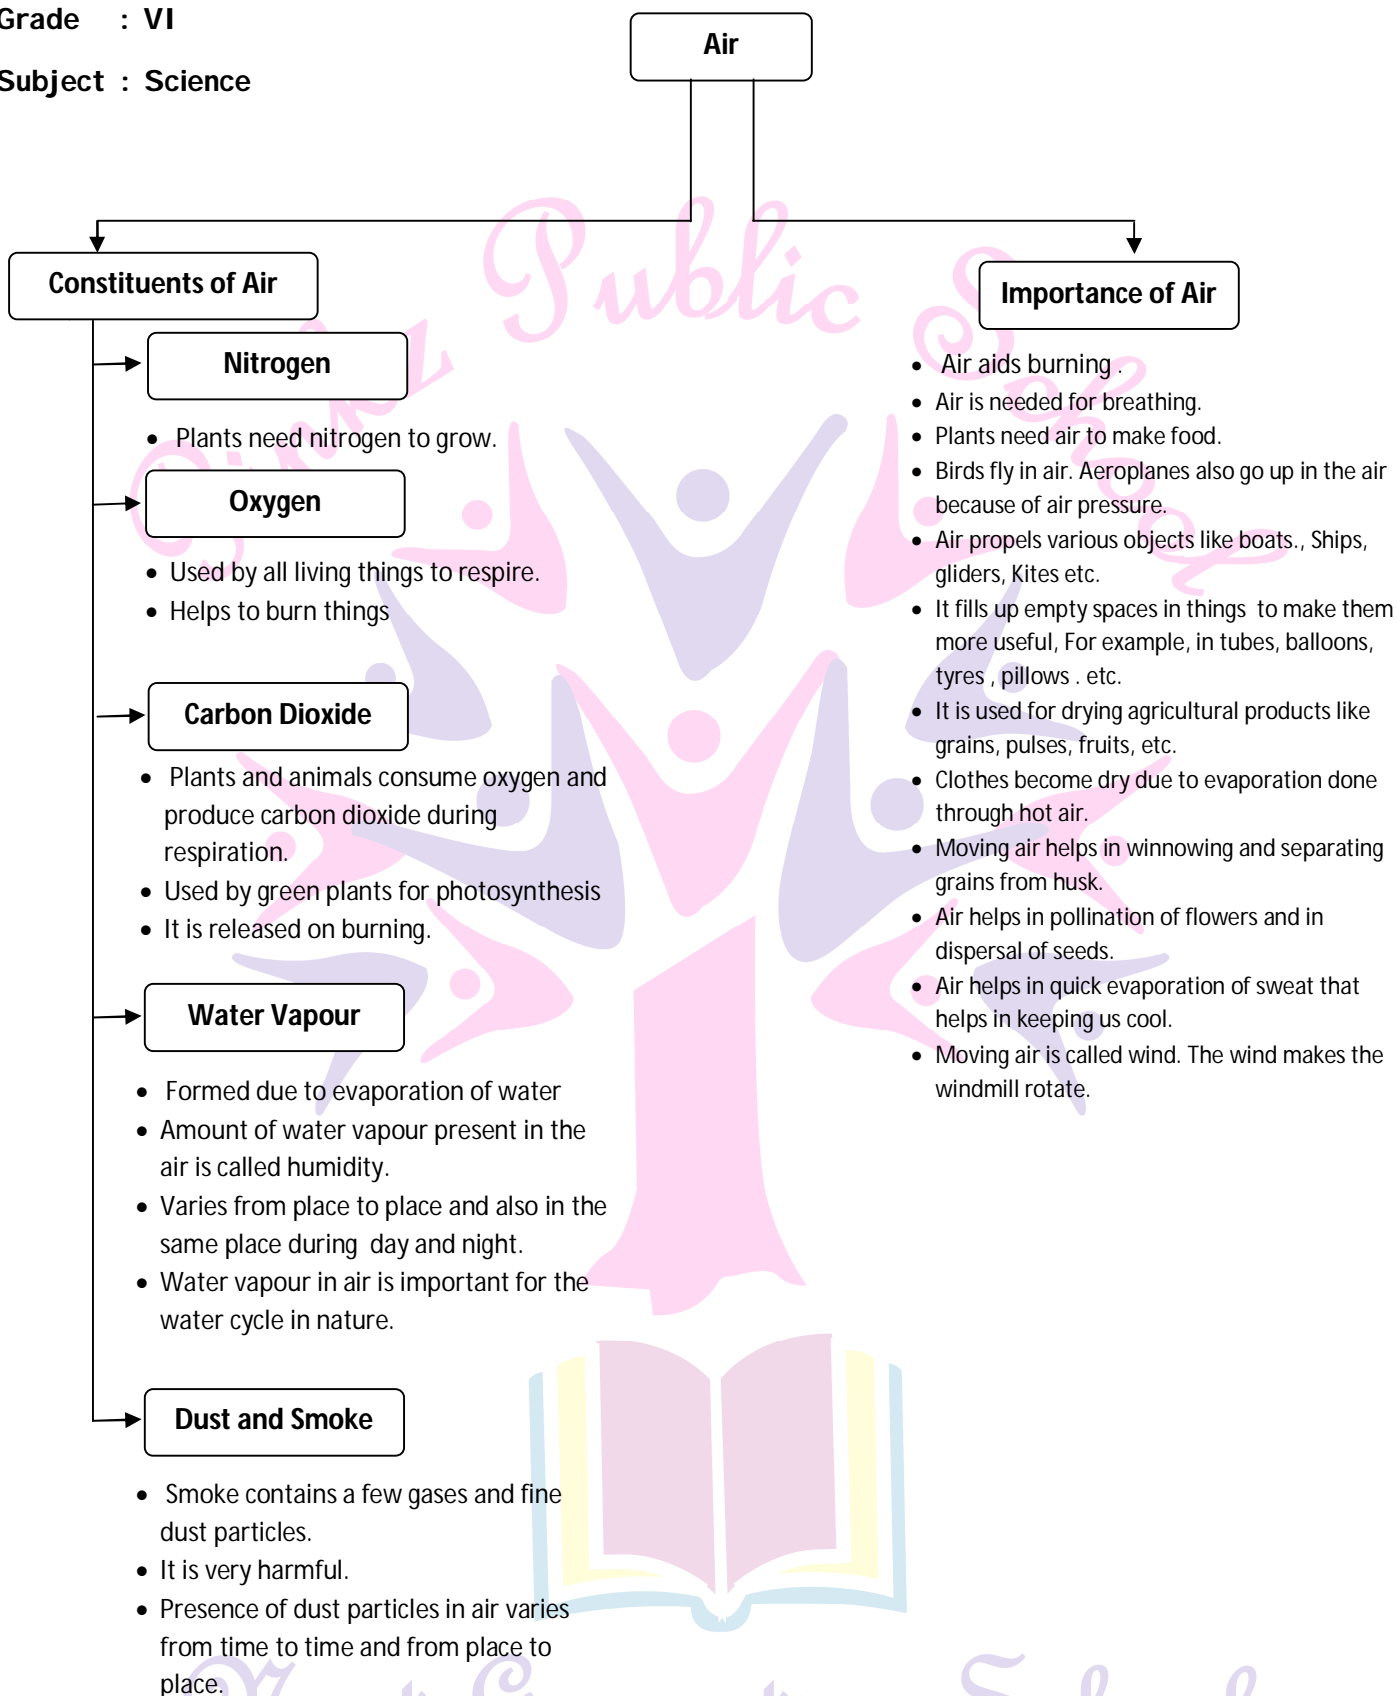 Grade : VI
Subject : Science
Air
Constituents of Air
Nitrogen
• Plants need nitrogen to grow.
Oxygen
• Used by all living things to respire.
• Helps to burn things
Carbon Dioxide
• Plants and animals consume oxygen and
produce carbon dioxide during
respiration.
• Used by green plants for photosynthesis
• It is released on burning.
Water Vapour
• Formed due to evaporation of water
• Amount of water vapour present in the
air is called humidity.
• Varies from place to place and also in the
same place during day and night.
• Water vapour in air is important for the
water cycle in nature.
Dust and Smoke
• Smoke contains a few gases and fine
dust particles.
• It is very harmful.
• Presence of dust particles in air varies
from time to time and from place to
place.
Importance of Air
• Air aids burning .
• Air is needed for breathing.
• Plants need air to make food.
• Birds fly in air. Aeroplanes also go up in the air
because of air pressure.
• Air propels various objects like boats., Ships,
gliders, Kites etc.
• It fills up empty spaces in things to make them
more useful, For example, in tubes, balloons,
tyres , pillows . etc.
• It is used for drying agricultural products like
grains, pulses, fruits, etc.
• Clothes become dry due to evaporation done
through hot air.
• Moving air helps in winnowing and separating
grains from husk.
• Air helps in pollination of flowers and in
dispersal of seeds.
• Air helps in quick evaporation of sweat that
helps in keeping us cool.
• Moving air is called wind. The wind makes the
windmill rotate.
Public School